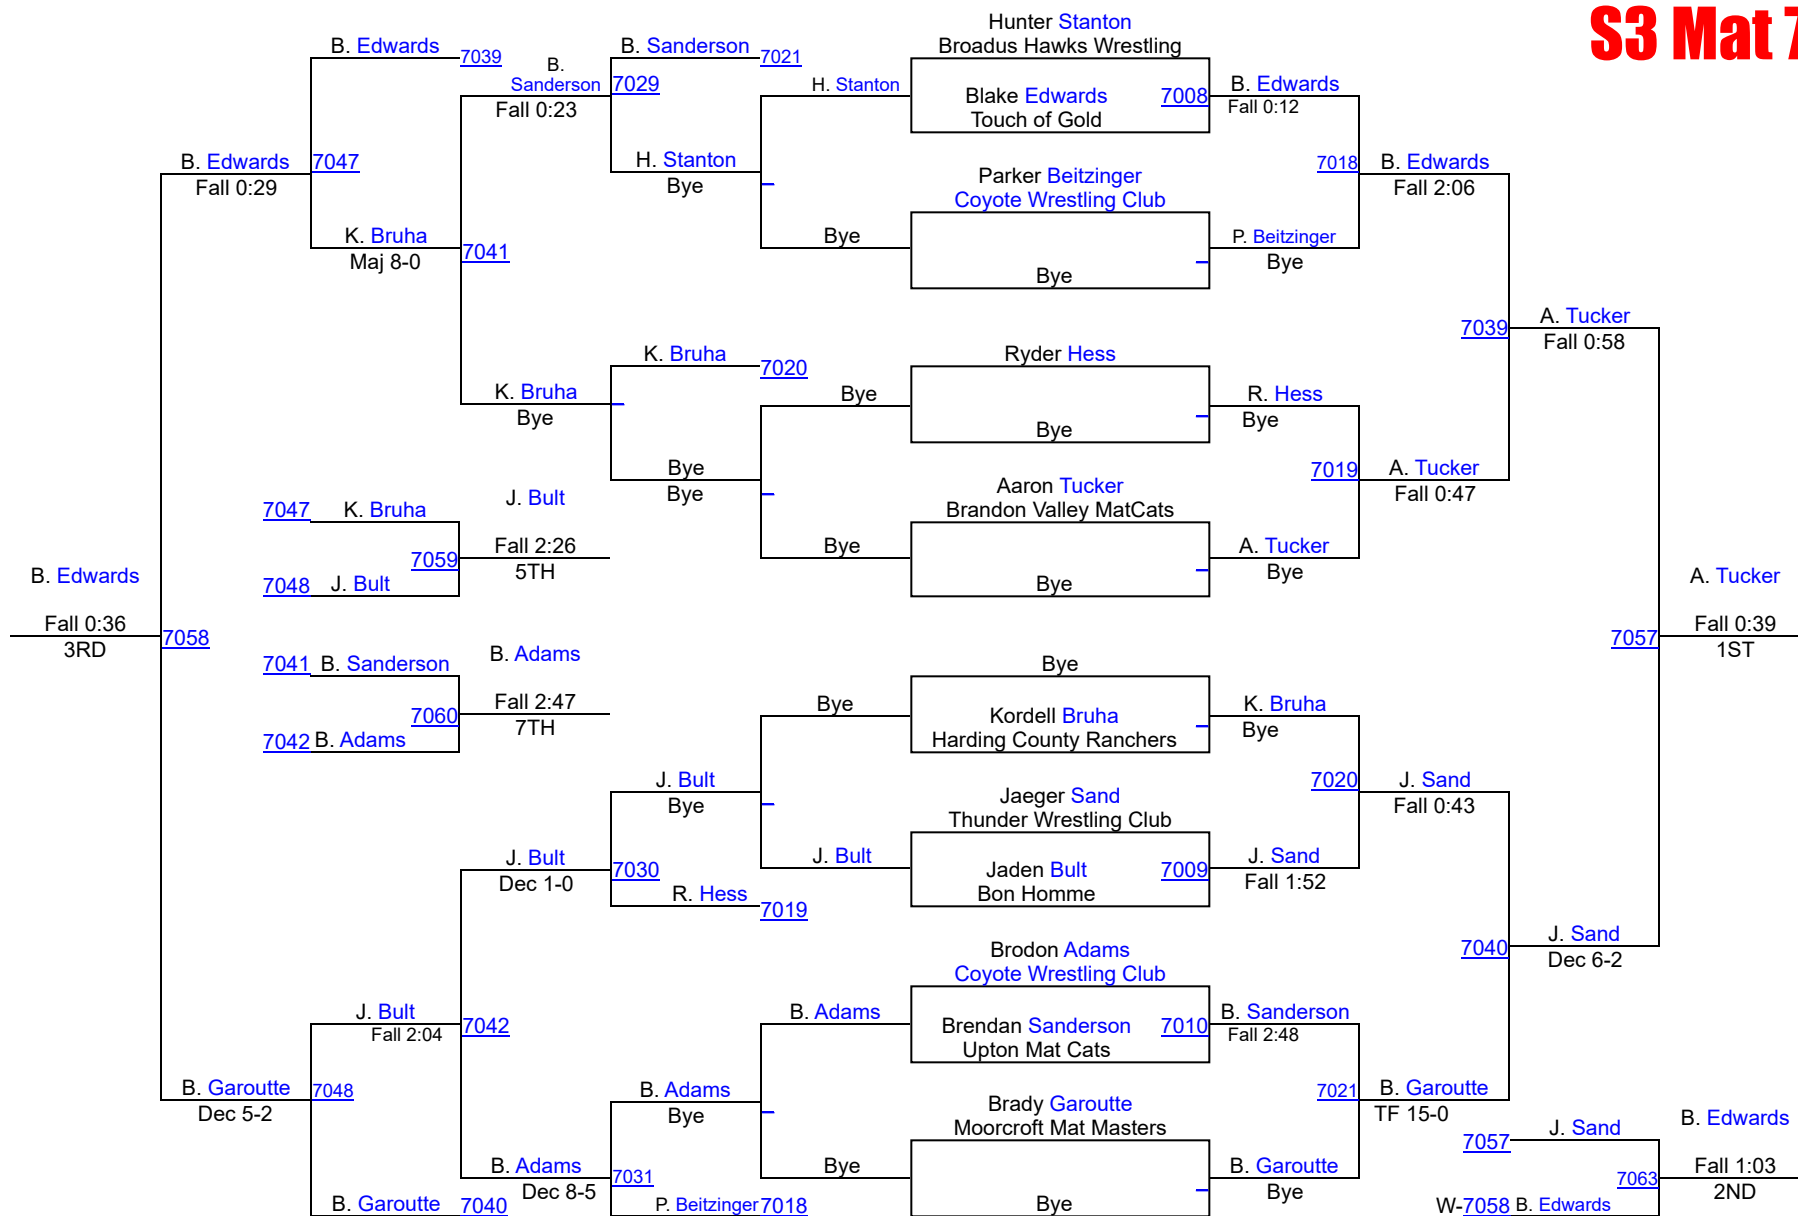 S3 Mat 7
Hunter Stanton
Broadus Hawks Wrestling
B. Edwards
7039
B. Sanderson
7021
B.
Sanderson
7029
Fall 0:23
H. Stanton
Blake Edwards
7008
Touch of Gold
B. Edwards
Fall 0:12
B. Edwards
7047
Fall 0:29
H. Stanton
Bye
Parker Beitzinger
Coyote Wrestling Club
7018
B. Edwards
Fall 2:06
K. Bruha
7041
Maj 8-0
Bye
Bye
P. Beitzinger
Bye
7039
A. Tucker
Fall 0:58
K. Bruha
7020
Ryder Hess
K. Bruha
Bye
Bye
Bye
R. Hess
Bye
Bye
Bye
7019
A. Tucker
Fall 0:47
Aaron Tucker
Brandon Valley MatCats
7047
K. Bruha
J. Bult
7059
Fall 2:26
5TH
7048
J. Bult
Bye
Bye
A. Tucker
Bye
B. Edwards
Fall 0:36
3RD
7058
A. Tucker
7057
Fall 0:39
1ST
7041
B. Sanderson
B. Adams
7060
Fall 2:47
7TH
7042
B. Adams
Bye
Bye
Kordell Bruha
Harding County Ranchers
K. Bruha
Bye
J. Bult
Bye
Jaeger Sand
Thunder Wrestling Club
7020
J. Sand
Fall 0:43
J. Bult
Dec 1-0
7030
J. Bult
Jaden Bult
7009
Bon Homme
J. Sand
Fall 1:52
R. Hess
7019
Brodon Adams
Coyote Wrestling Club
7040
J. Sand
Dec 6-2
J. Bult
Fall 2:04
7042
B. Adams
Brendan Sanderson
7010
Upton Mat Cats
B. Sanderson
Fall 2:48
B. Garoutte
7048
Dec 5-2
B. Adams
Bye
Brady Garoutte
Moorcroft Mat Masters
7021
B. Garoutte
TF 15-0
B. Adams
7031
Dec 8-5
Bye
Bye
B. Garoutte
Bye
7057
J. Sand
B. Edwards
7063
Fall 1:03
2ND
B. Garoutte
7040
P. Beitzinger
7018
W-7058
B. Edwards